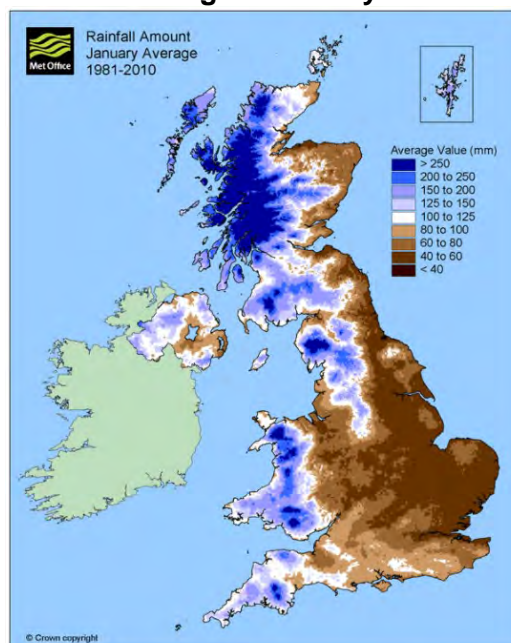 Met Office
Rainfall Amount
January Average
1981-2010
Average Value (mm)
> 250
200 to 250
150 to 200
125 to 150
100 to 125
80 to 100
60 to 80
40 to 60
< 40
© Crown copyright